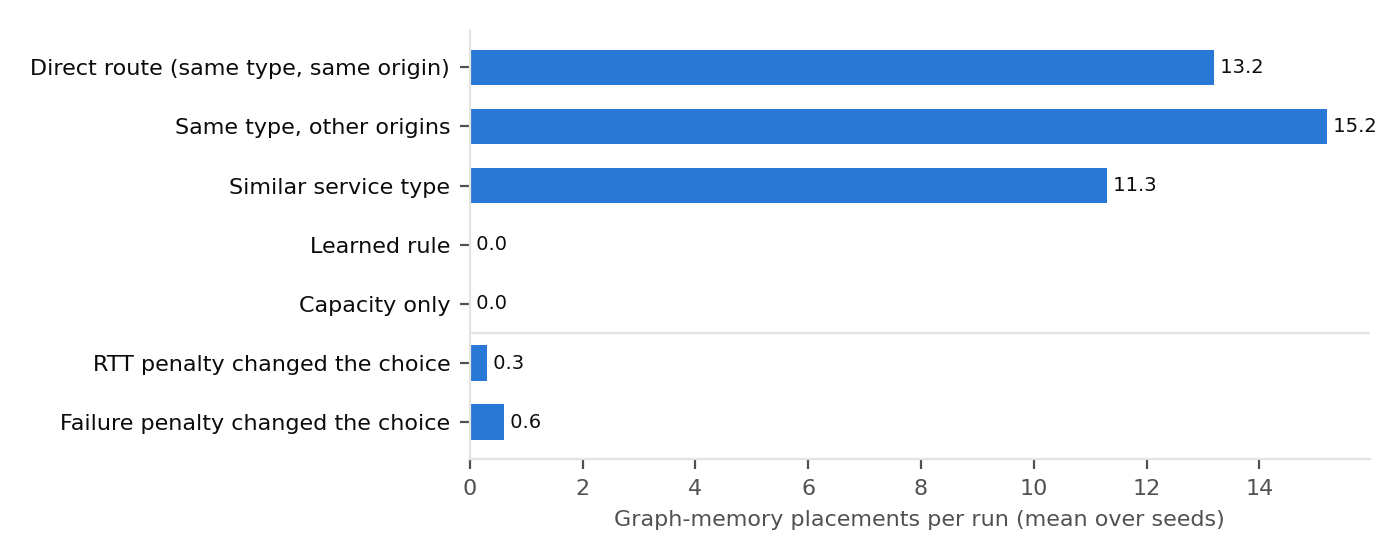 Direct route (same type, same origin)
13.2
Same type, other origins
15.2
Similar service type
11.3
Learned rule
0.0
Capacity only
0.0
RTT penalty changed the choice
0.3
Failure penalty changed the choice
0.6
0 2 4 6 8 10 12 14
Graph-memory placements per run (mean over seeds)